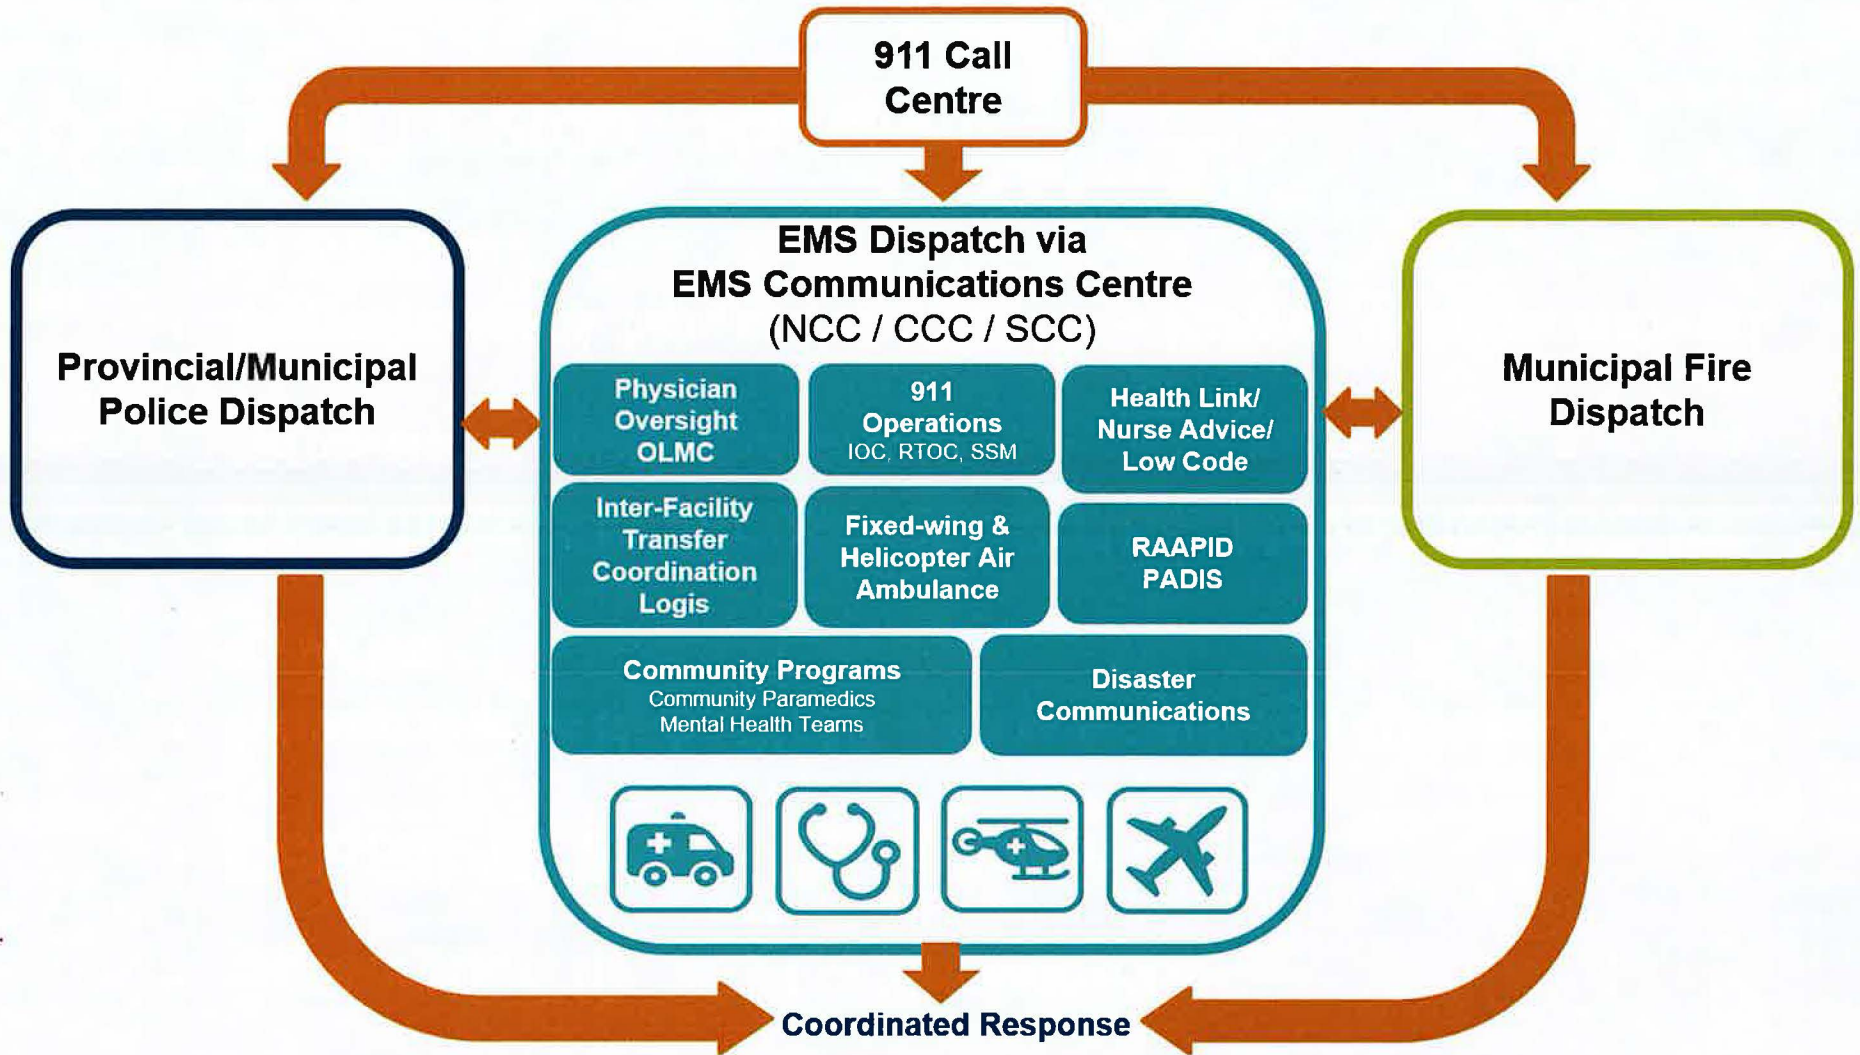 911 Call
Centre
EMS Dispatch via
EMS Communications Centre
(NCC / CCC / SCC)
Provincial/Municipal
Police Dispatch
Physician
Oversight
OLMC
911
Operations
IOC, RTOC, SSM
Health Link/
Nurse Advice/
Low Code
Inter-Facility
Transfer
Coordination
Logis
Fixed-wing &
Helicopter Air
Ambulance
RAAPID
PADIS
Community Programs
Community Paramedics
Mental Health Teams
Disaster
Communications
Municipal Fire
Dispatch
Coordinated Response